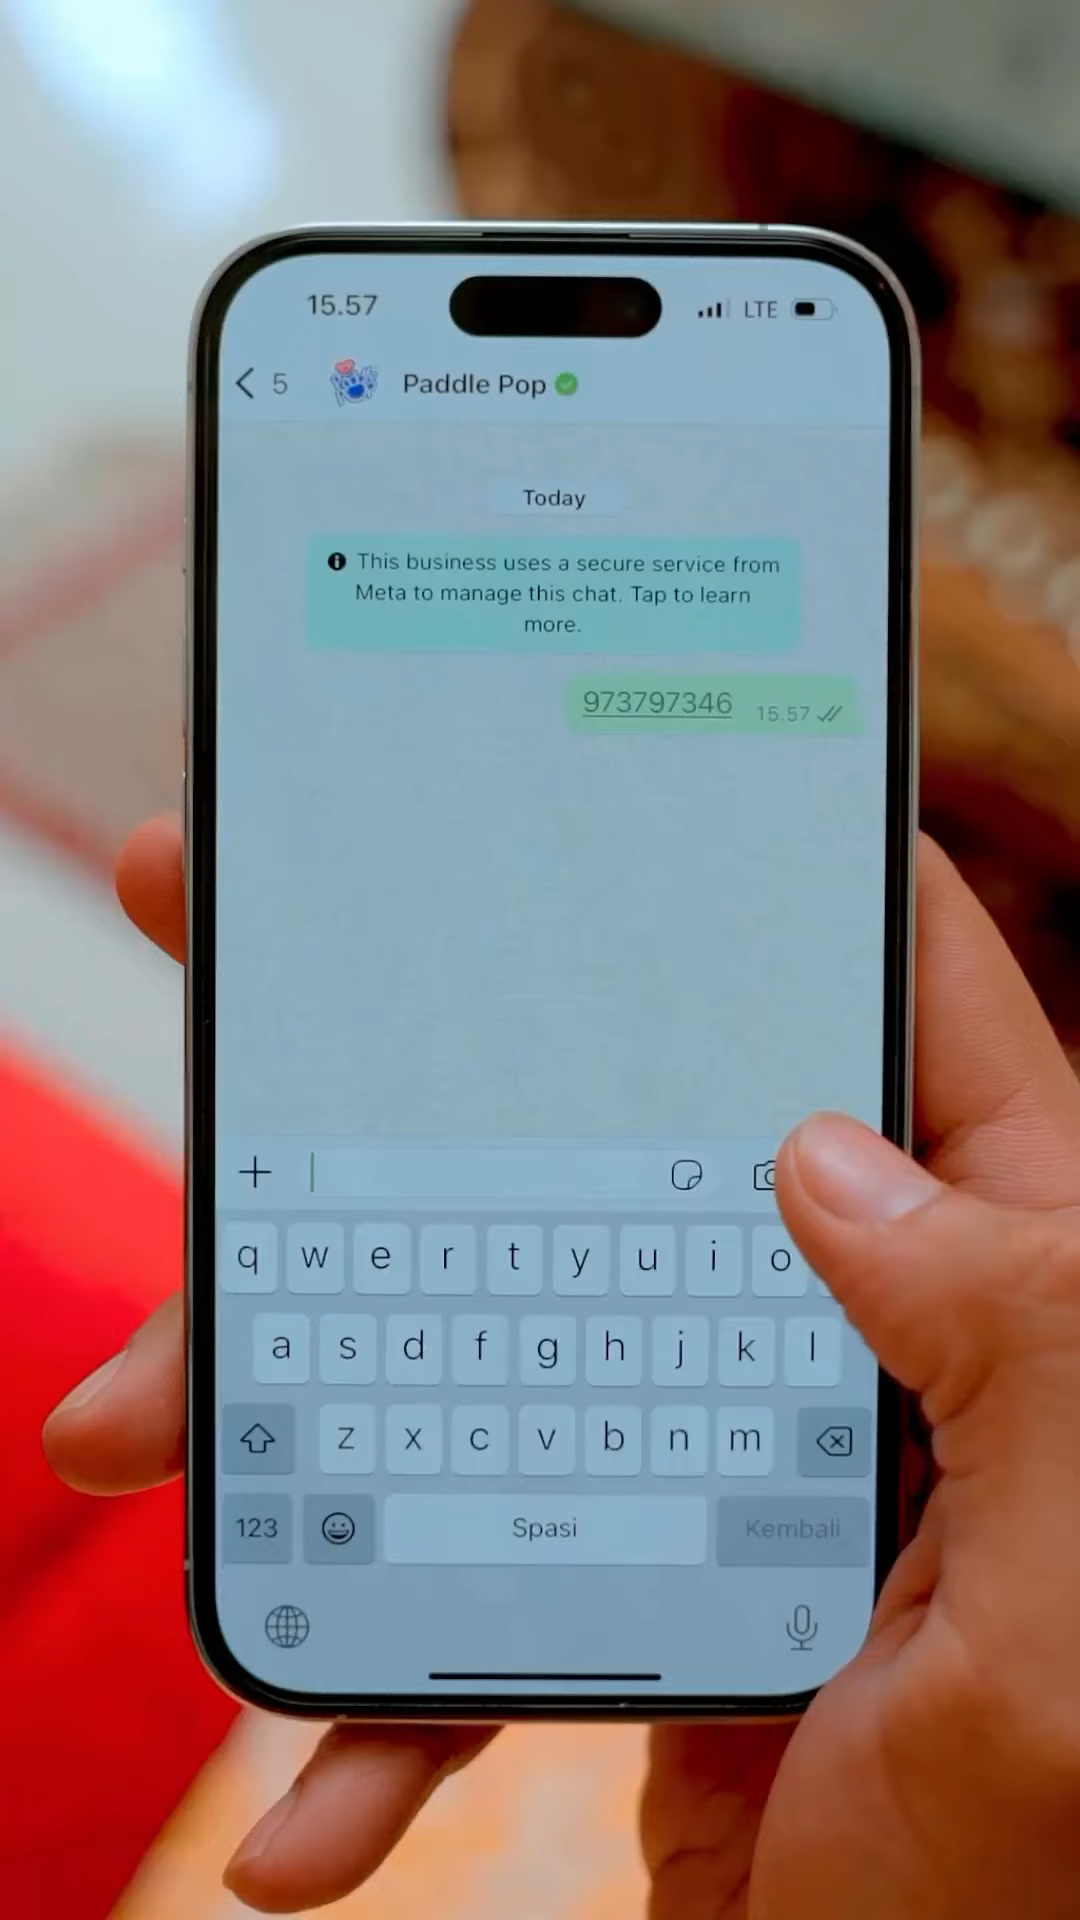 15.57 LTE
5 Paddle Pop
Today
This business uses a secure service from
Meta to manage this chat. Tap to learn
more.
973797346 15.57
q w e r t y u i o
a s d f g h j k l
z x c v b n m
123 Spasi Kembali